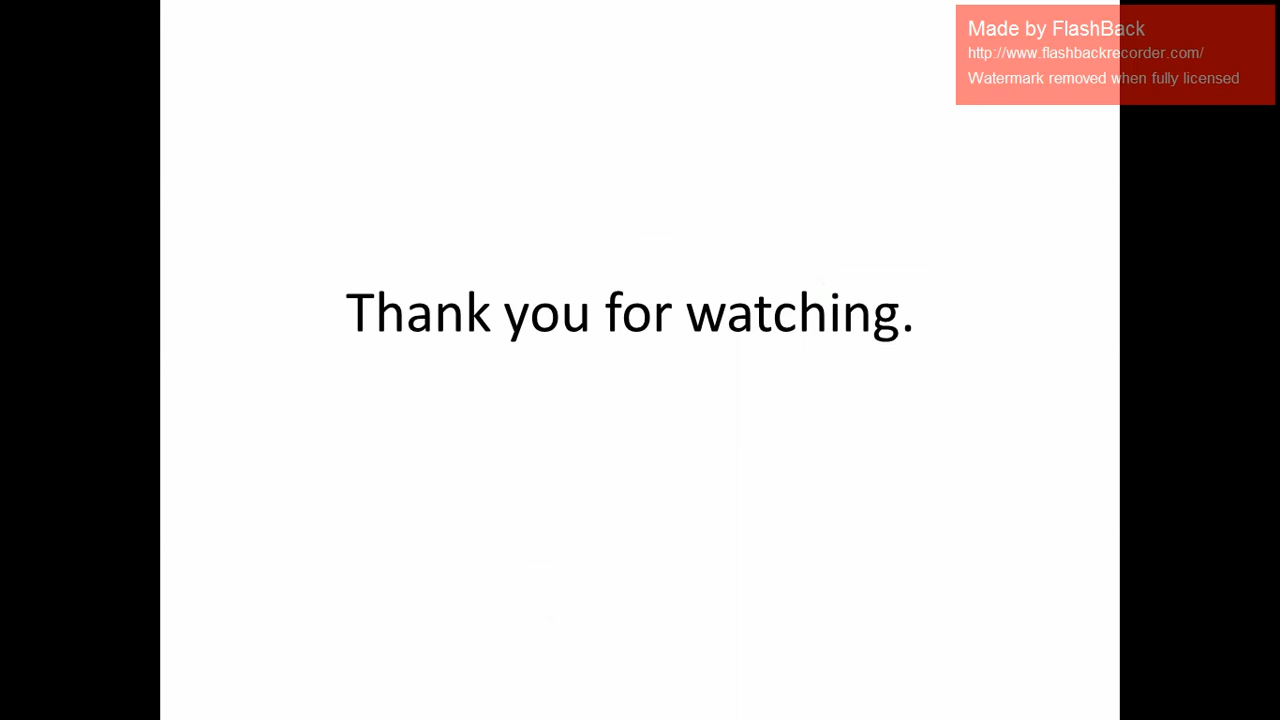 Made by FlashBack
http://www.flashbackrecorder.com/
Watermark removed when fully licensed
Thank you for watching.